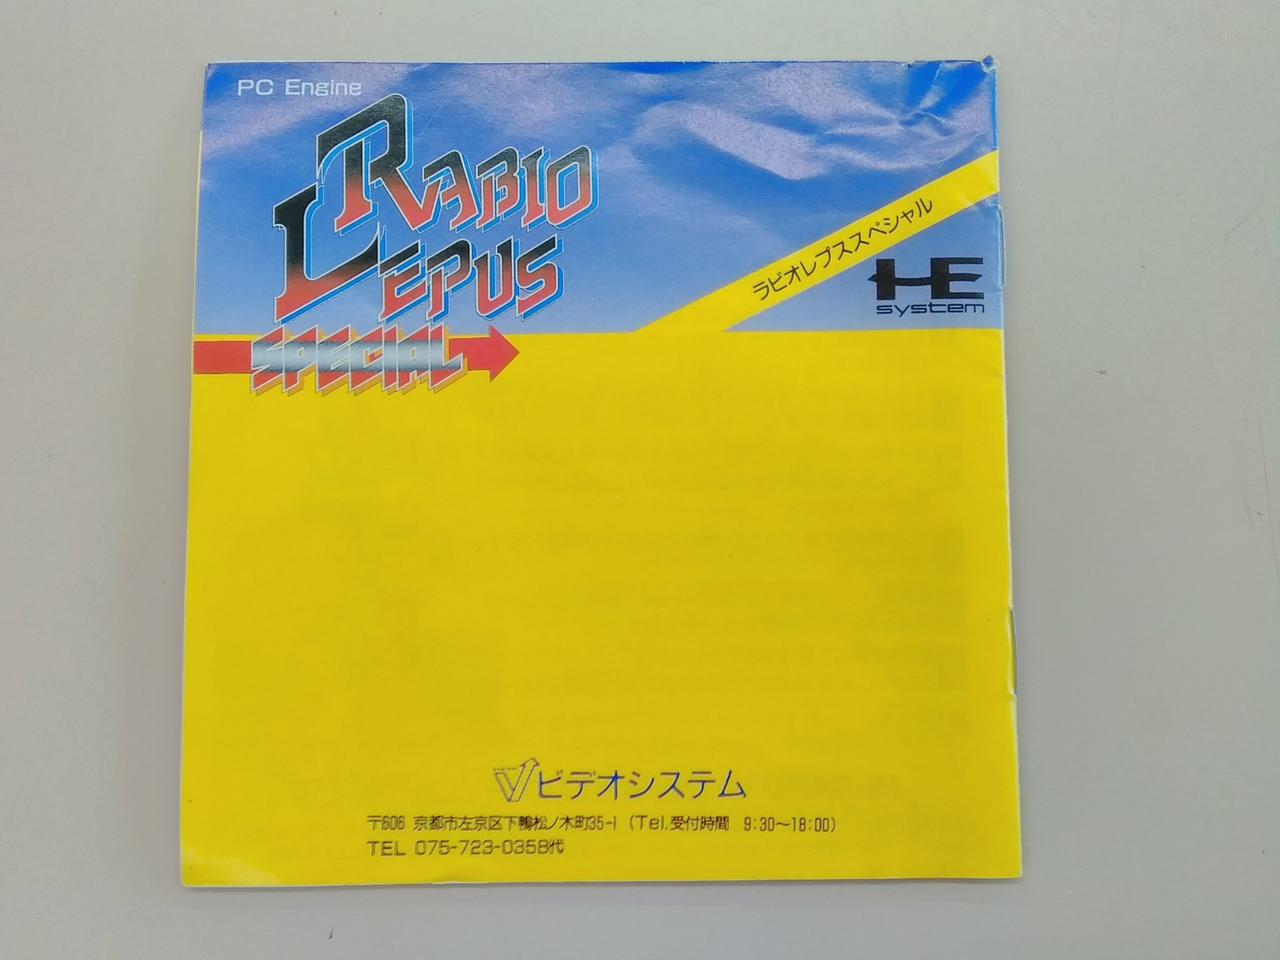 PC Engine
RABIO
LEPUS
SPECIAL
ラビオレプススペシャル
HE
system
ビデオシステム
〒606 京都市左京区下鴨松ノ木町35-1 (Tel.受付時間 9:30〜18:00)
TEL 075-723-0358代